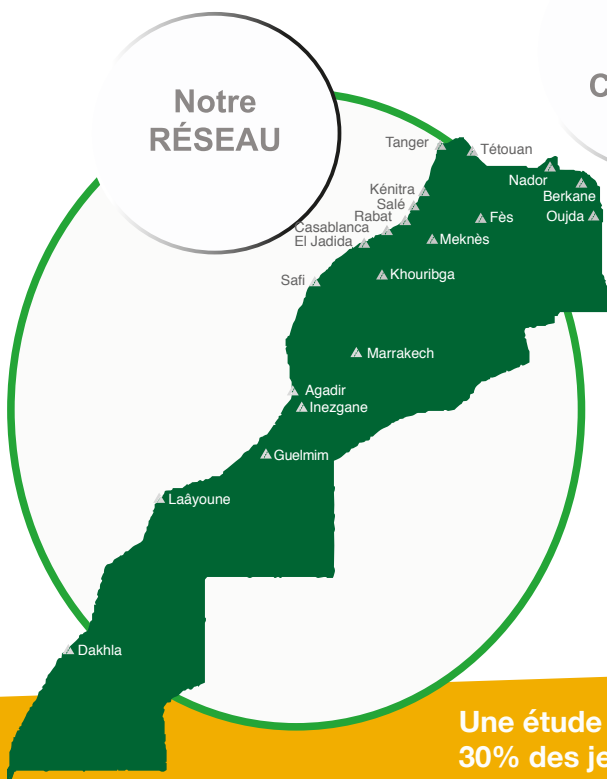 Notre
RÉSEAU
C
Tanger
Tétouan
Nador
Berkane
Oujda
Kénitra
Salé
Rabat
Fès
Casablanca
Meknès
El Jadida
Khouribga
Safi
Marrakech
Agadir
Inezgane
Guelmim
Laâyoune
Dakhla
Une étude
30% des je